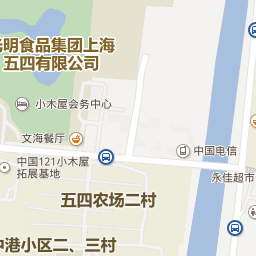 光明食品集团上海
五四有限公司
小木屋会务中心
文海餐厅
中国电信
中国121小木屋
拓展基地
永佳超市
五四农场二村
中港小区二、三村